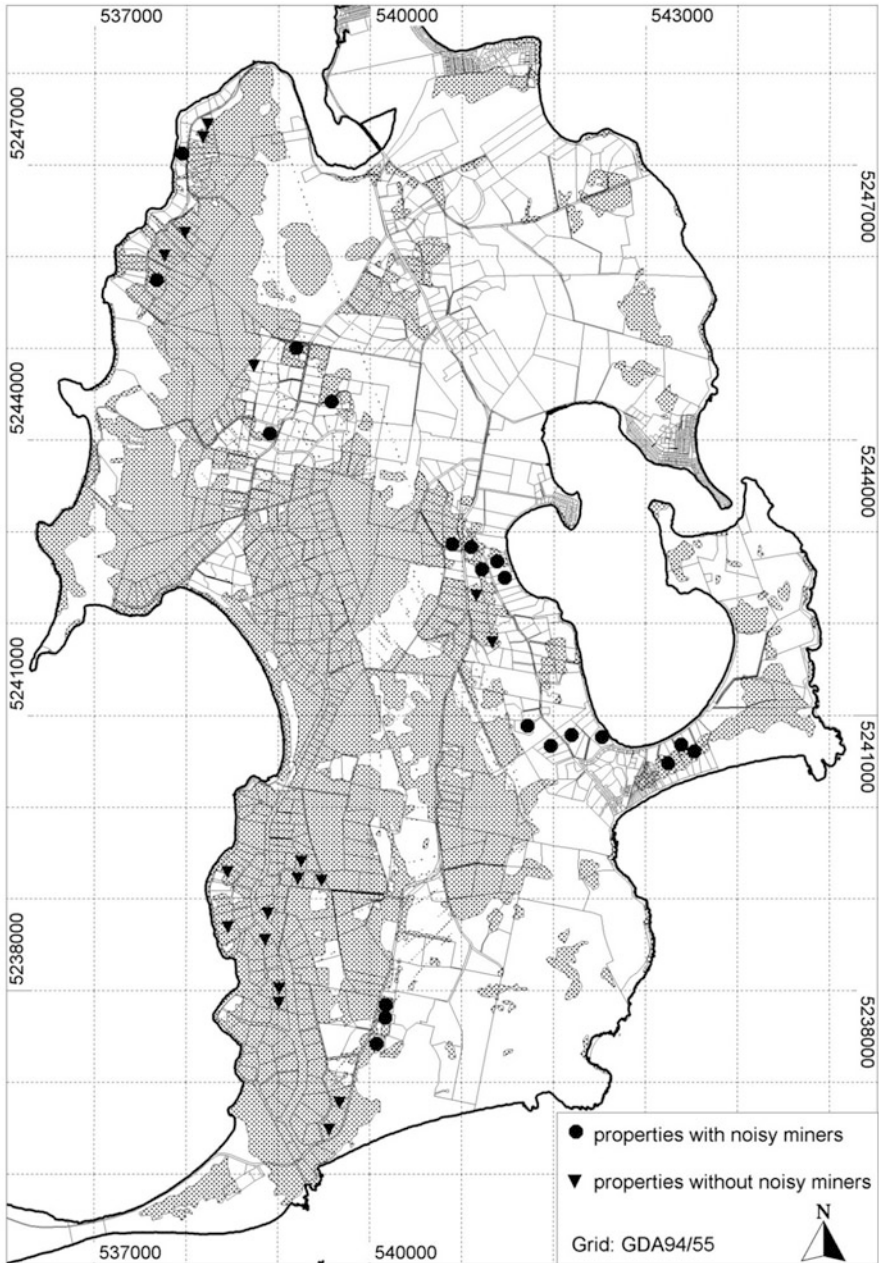 537000 540000 543000
5247000
5247000
5244000
5244000
5241000
5241000
5238000
5238000
properties with noisy miners
properties without noisy miners
N
Grid: GDA94/55
537000 540000